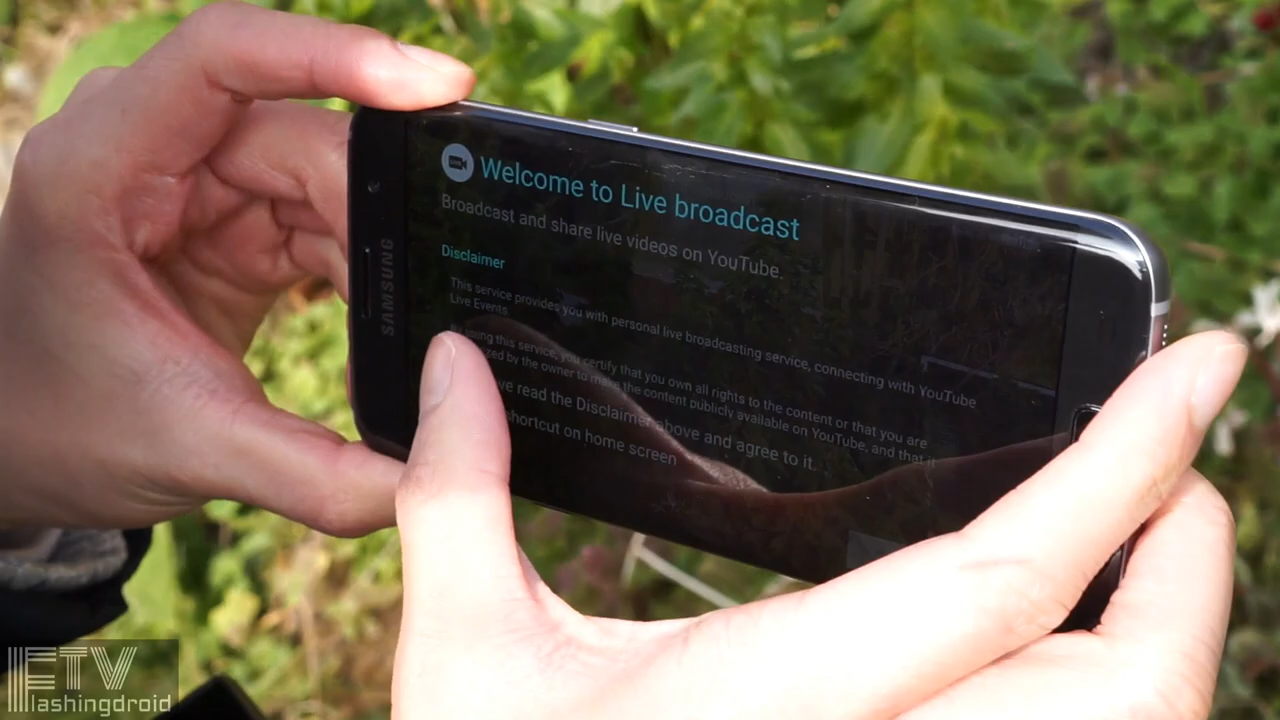 Welcome to Live broadcast
Broadcast and share live videos on YouTube.
Disclaimer
This service provides you with personal live broadcasting service, connecting with YouTube
Live Events.
using this service, you certify that you own all rights to the content or that you are
by the owner to make the content publicly available on YouTube, and that it
read the Disclaimer above and agree to it.
shortcut on home screen
SAMSUNG
LIVE
ETV
lashingdroid